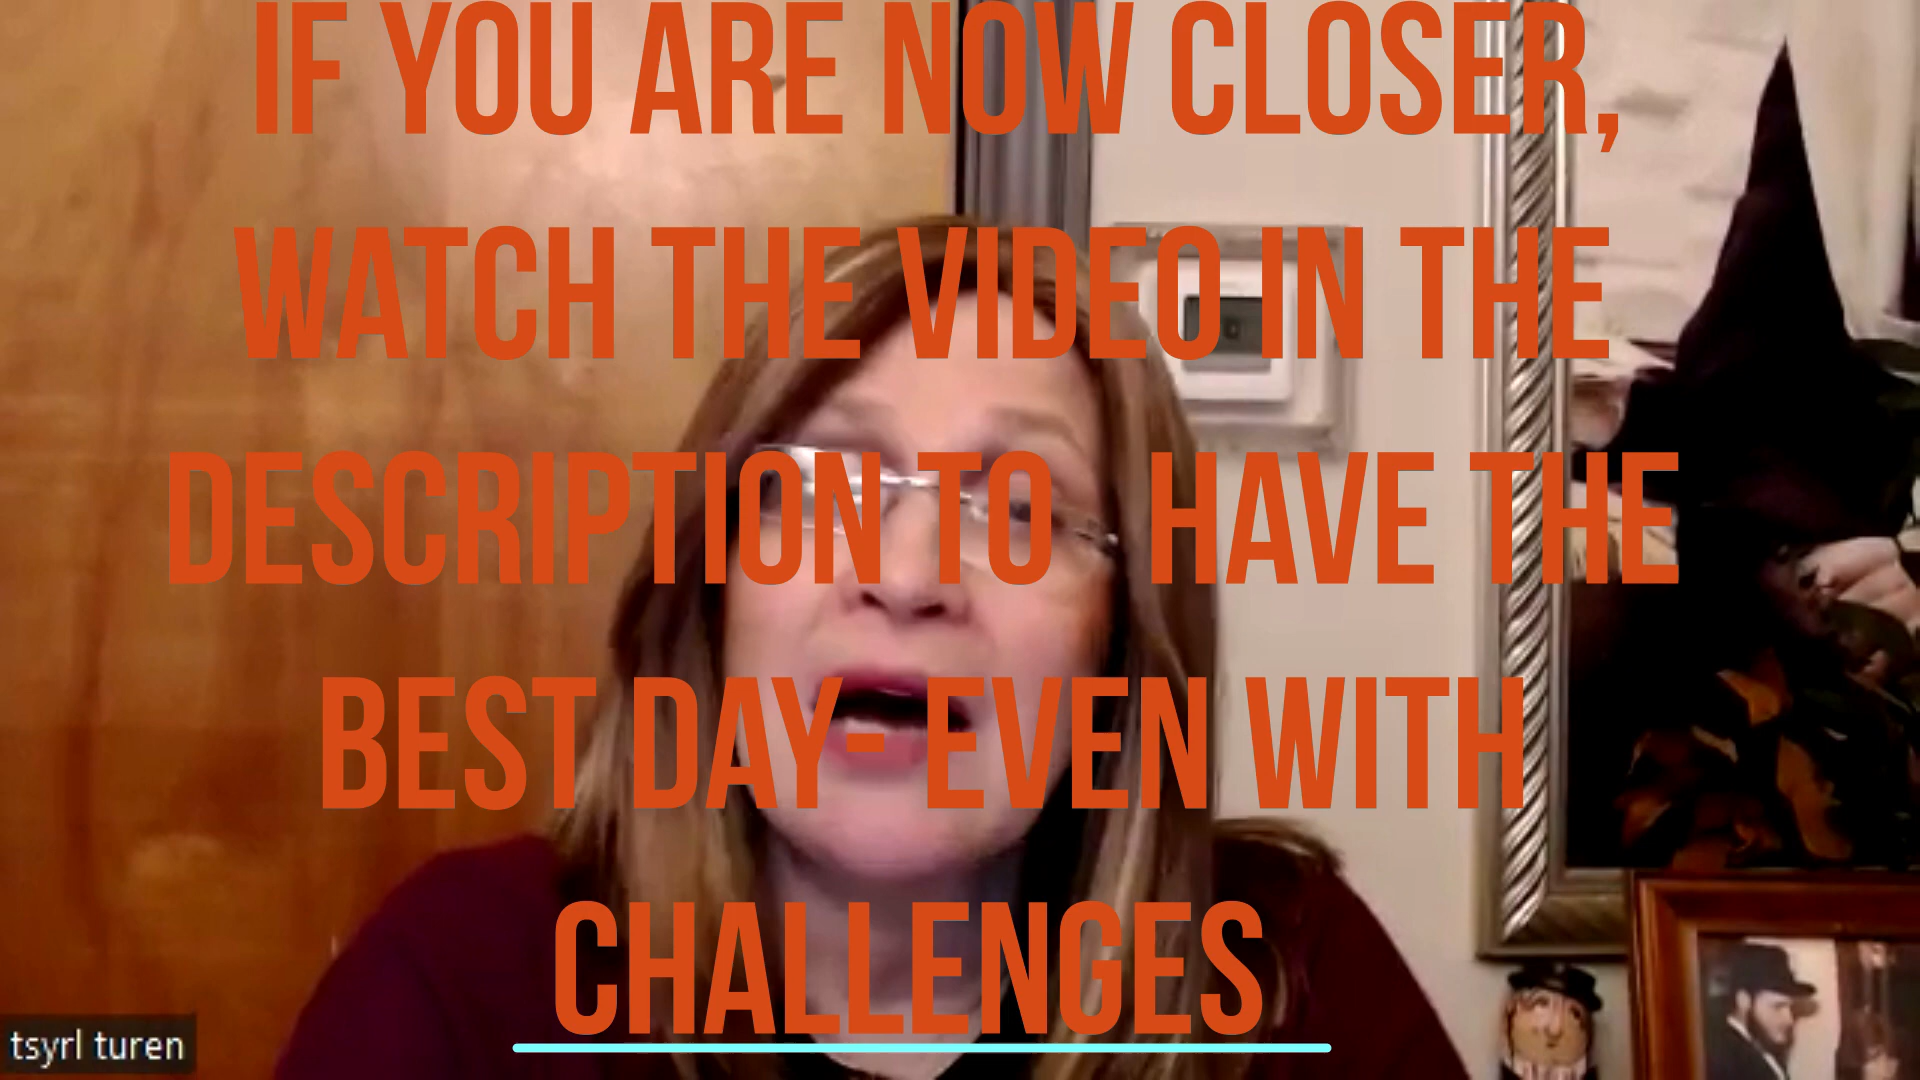 IF YOU ARE NOW CLOSER,
WATCH THE VIDEO IN THE
DESCRIPTION TO HAVE THE
BEST DAY- EVEN WITH
CHALLENGES
tsyrl turen